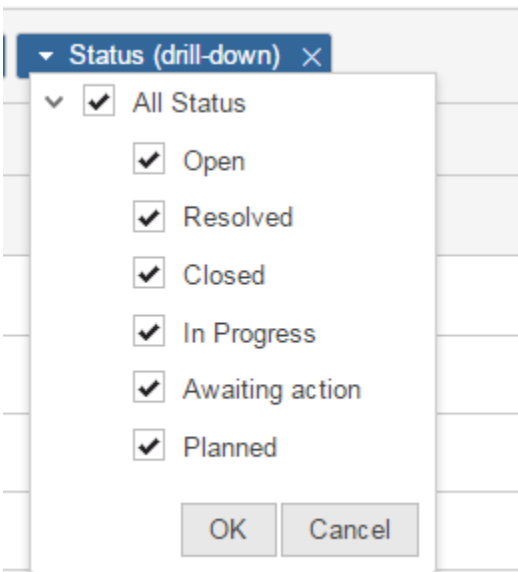 Status (drill-down)
All Status
Open
Resolved
Closed
In Progress
Awaiting action
Planned
OK Cancel